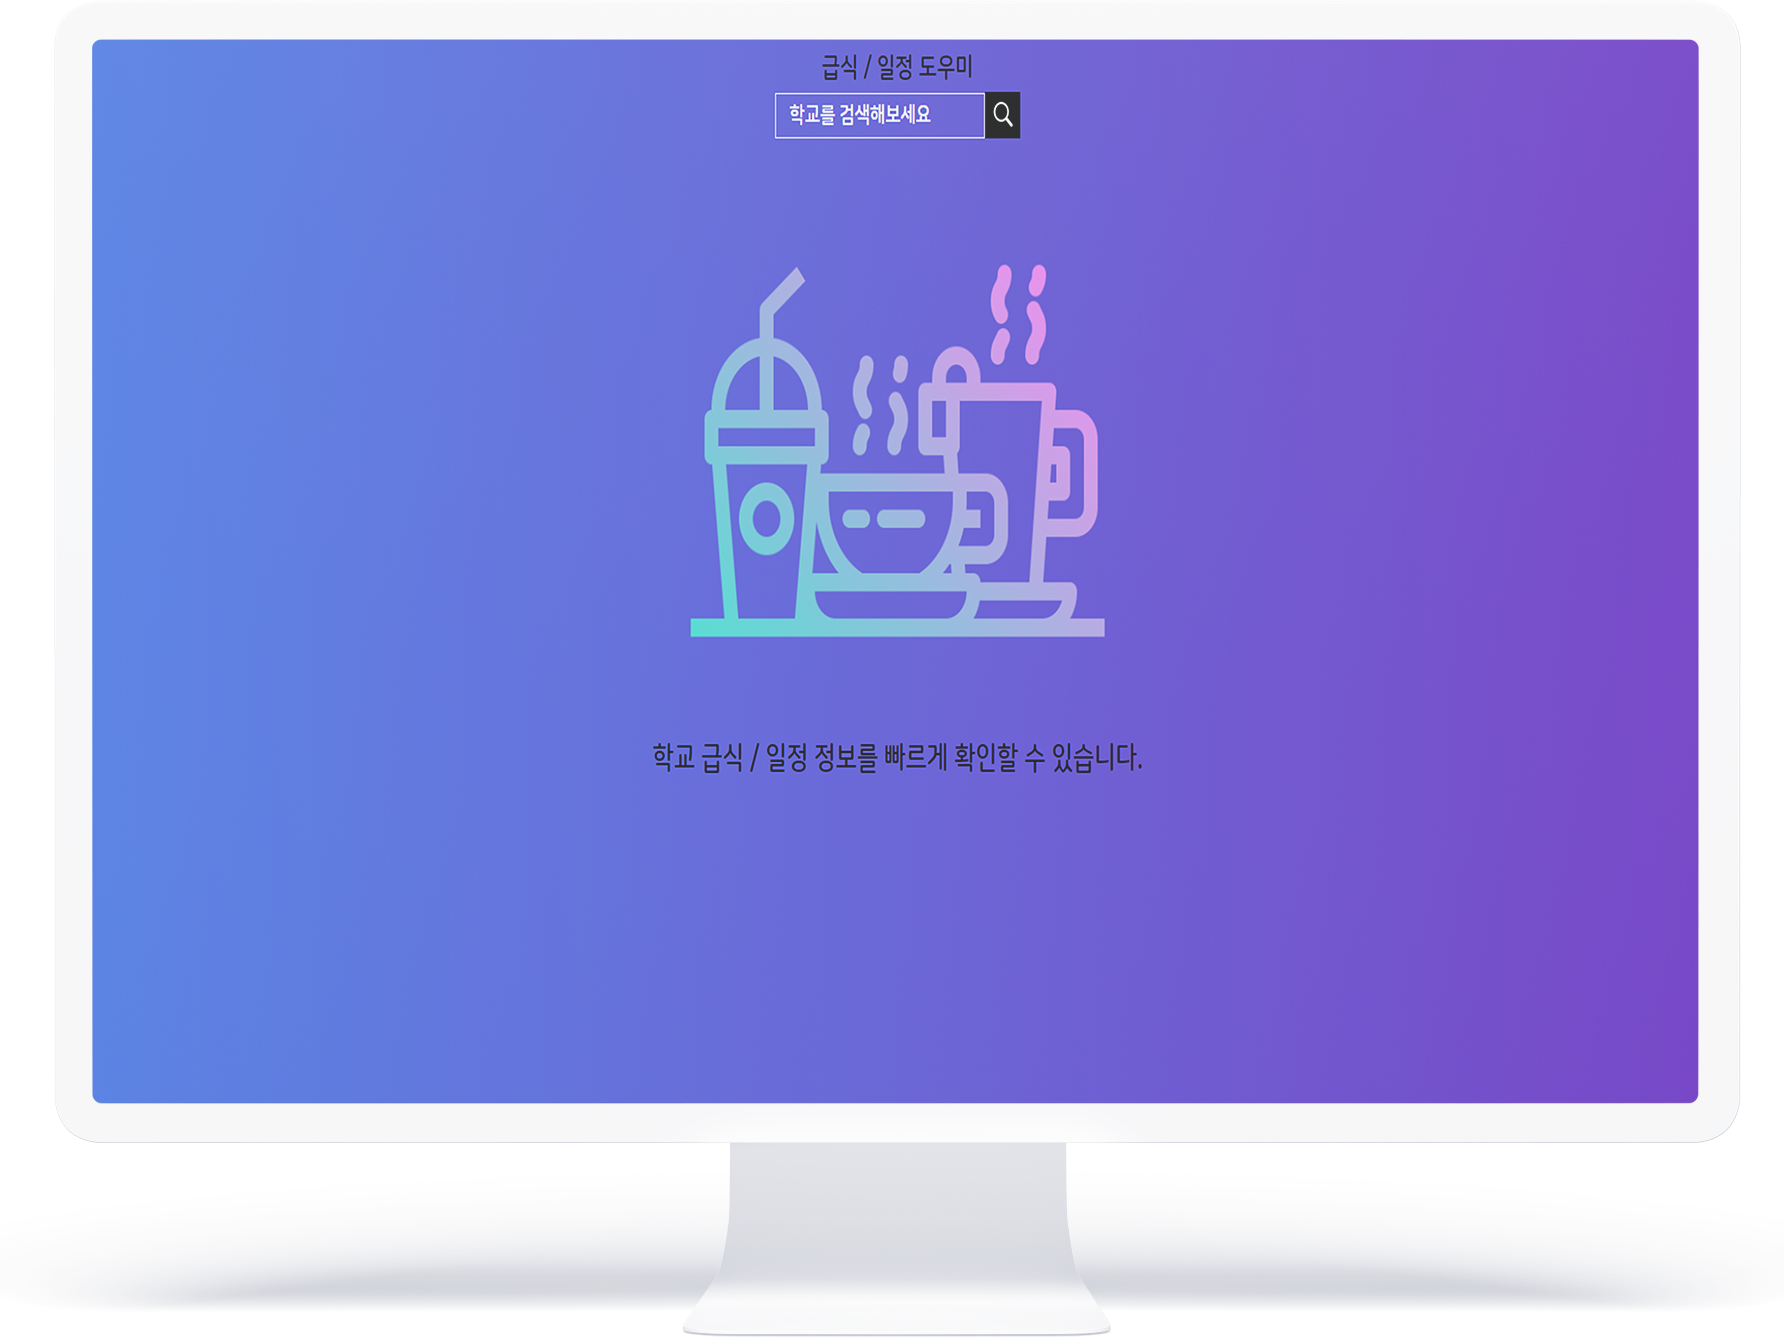 급식 / 일정 도우미
학교를 검색해보세요
학교 급식 / 일정 정보를 빠르게 확인할 수 있습니다.